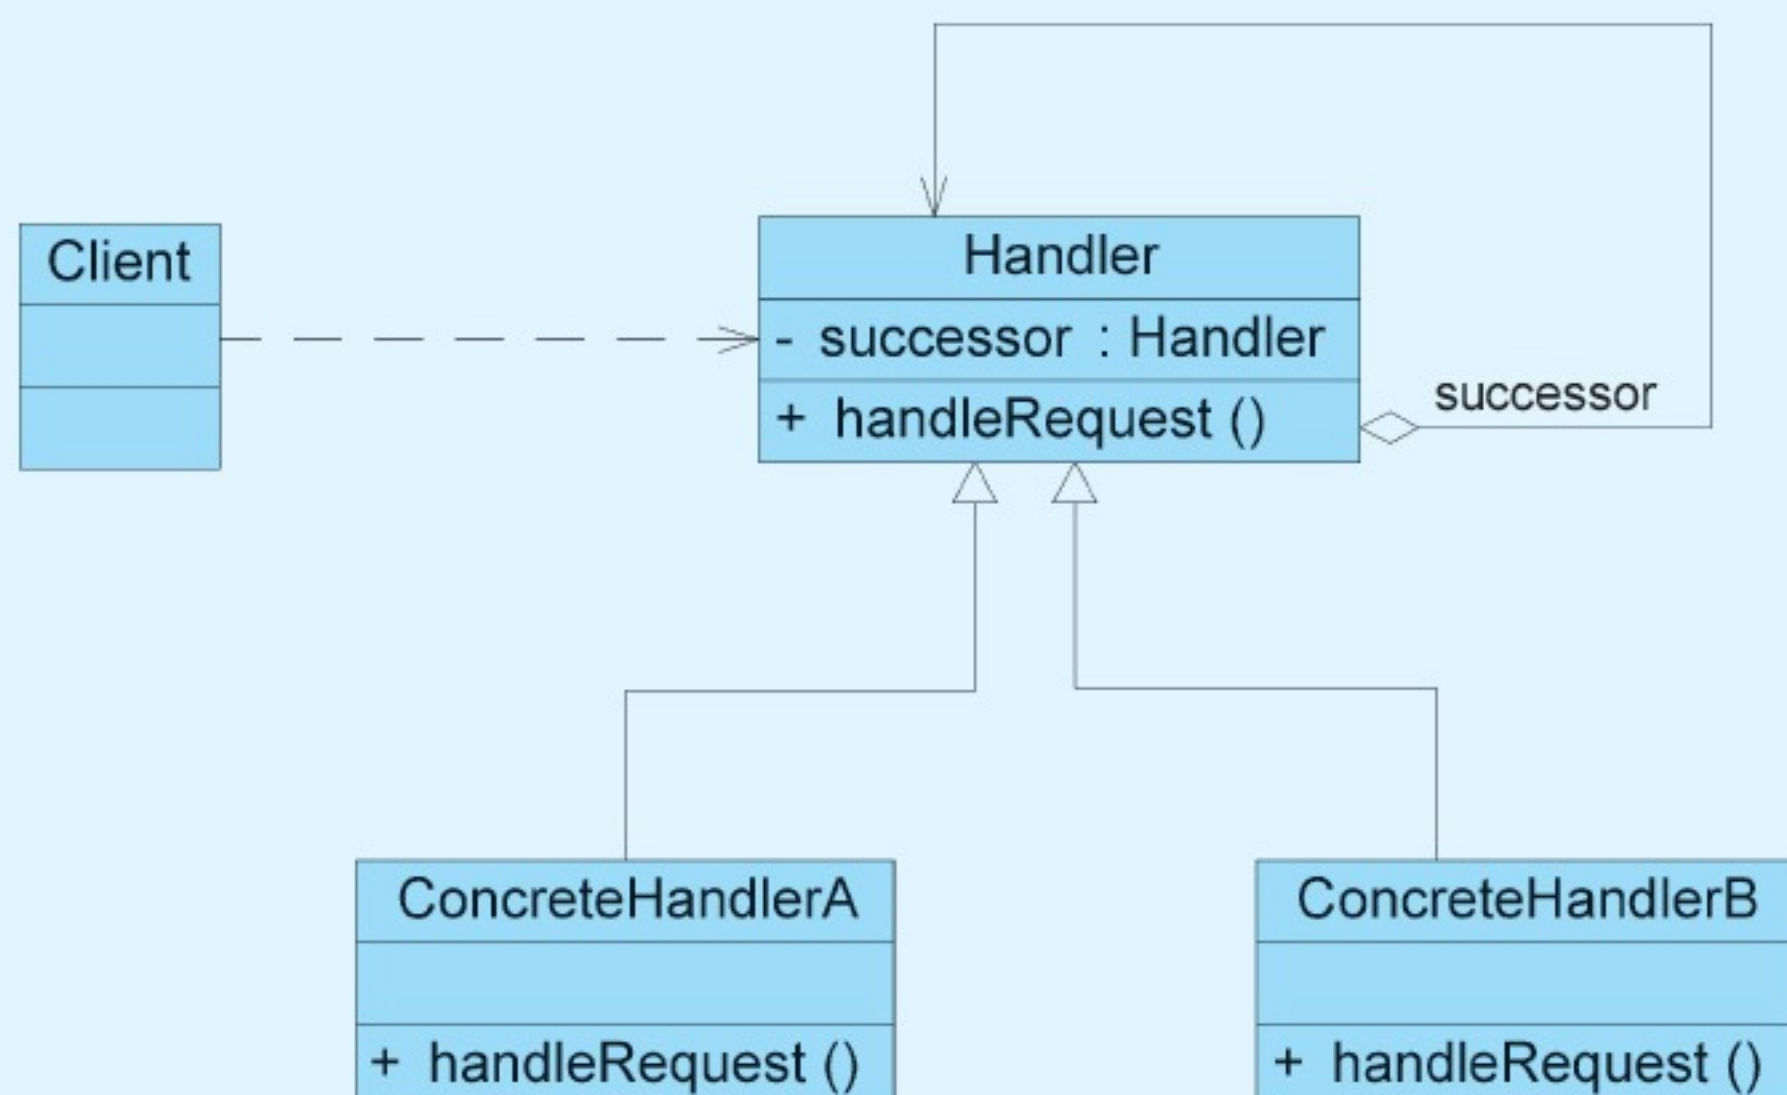 Client
Handler
- successor : Handler
+ handleRequest ()
successor
ConcreteHandlerA
+ handleRequest ()
ConcreteHandlerB
+ handleRequest ()